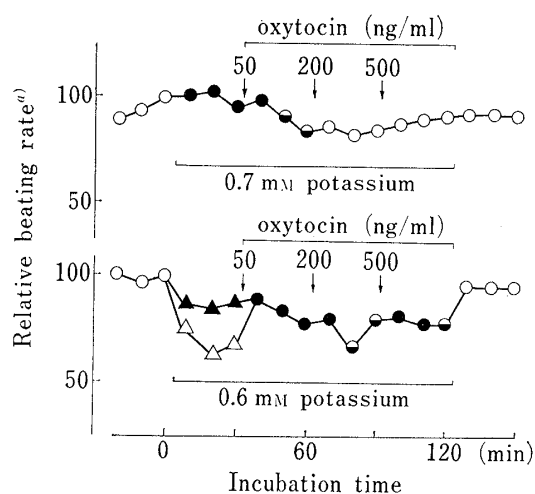 oxytocin (ng/ml)
50 200 500
100
50
0.7 mM potassium
oxytocin (ng/ml)
50 200 500
100
50
0.6 mM potassium
Relative beating rate a)
0 60 120 (min)
Incubation time